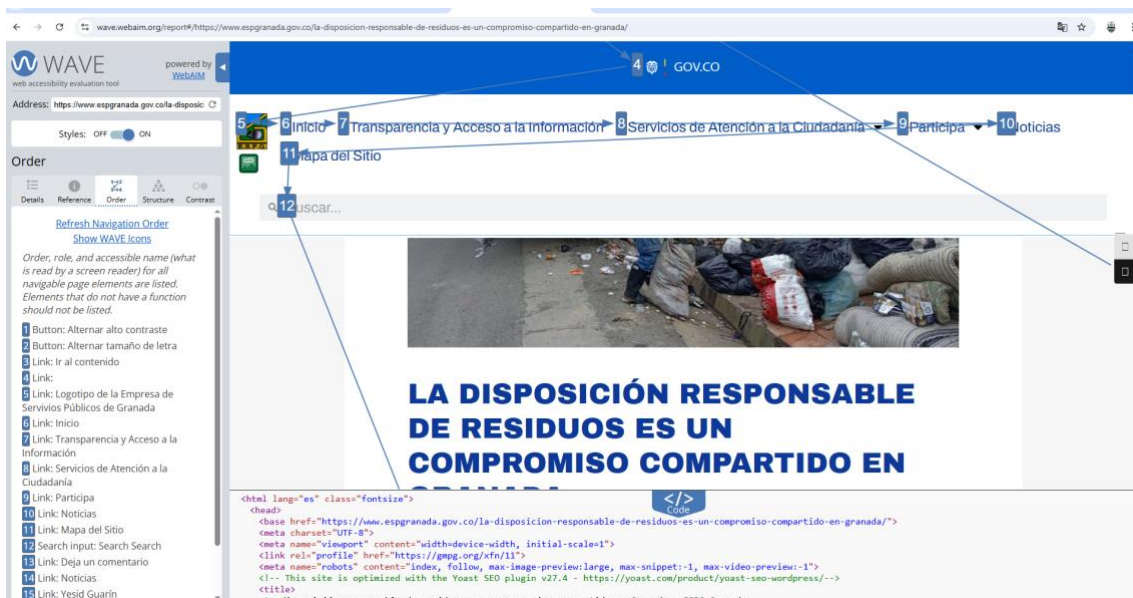 wave.webaim.org/report#/https://www.espgranada.gov.co/la-disposicion-responsable-de-residuos-es-un-compromiso-compartido-en-granada/
WAVE
web accessibility evaluation tool
powered by
WebAIM
Address: https://www.espgranada.gov.co/la-disposic
Styles: OFF ON
Order
Details Reference Order Structure Contrast
Refresh Navigation Order
Show WAVE Icons
Order, role, and accessible name (what
is read by a screen reader) for all
navigable page elements are listed.
Elements that do not have a function
should not be listed.
1 Button: Alternar alto contraste
2 Button: Alternar tamaño de letra
3 Link: Ir al contenido
4 Link:
5 Link: Logotipo de la Empresa de
Servivios Públicos de Granada
6 Link: Inicio
7 Link: Transparencia y Acceso a la
Información
8 Link: Servicios de Atención a la
Ciudadanía
9 Link: Participa
10 Link: Noticias
11 Link: Mapa del Sitio
12 Search input: Search Search
13 Link: Deja un comentario
14 Link: Noticias
15 Link: Yesid Guarín
4 GOV.CO
5 6 Inicio 7 Transparencia y Acceso a la Información 8 Servicios de Atención a la Ciudadanía 9 Participa 10 oticias
ESPG
11 apa del Sitio
12 uscar...
LA DISPOSICIÓN RESPONSABLE
DE RESIDUOS ES UN
COMPROMISO COMPARTIDO EN
GRANADA
</>
Code
<html lang="es" class="fontsize">
<head>
<base href="https://www.espgranada.gov.co/la-disposicion-responsable-de-residuos-es-un-compromiso-compartido-en-granada/">
<meta charset="UTF-8">
<meta name="viewport" content="width=device-width, initial-scale=1">
<link rel="profile" href="https://gmpg.org/xfn/11">
<meta name="robots" content="index, follow, max-image-preview:large, max-snippet:-1, max-video-preview:-1">
<!-- This site is optimized with the Yoast SEO plugin v27.4 - https://yoast.com/product/yoast-seo-wordpress/-->
<title>